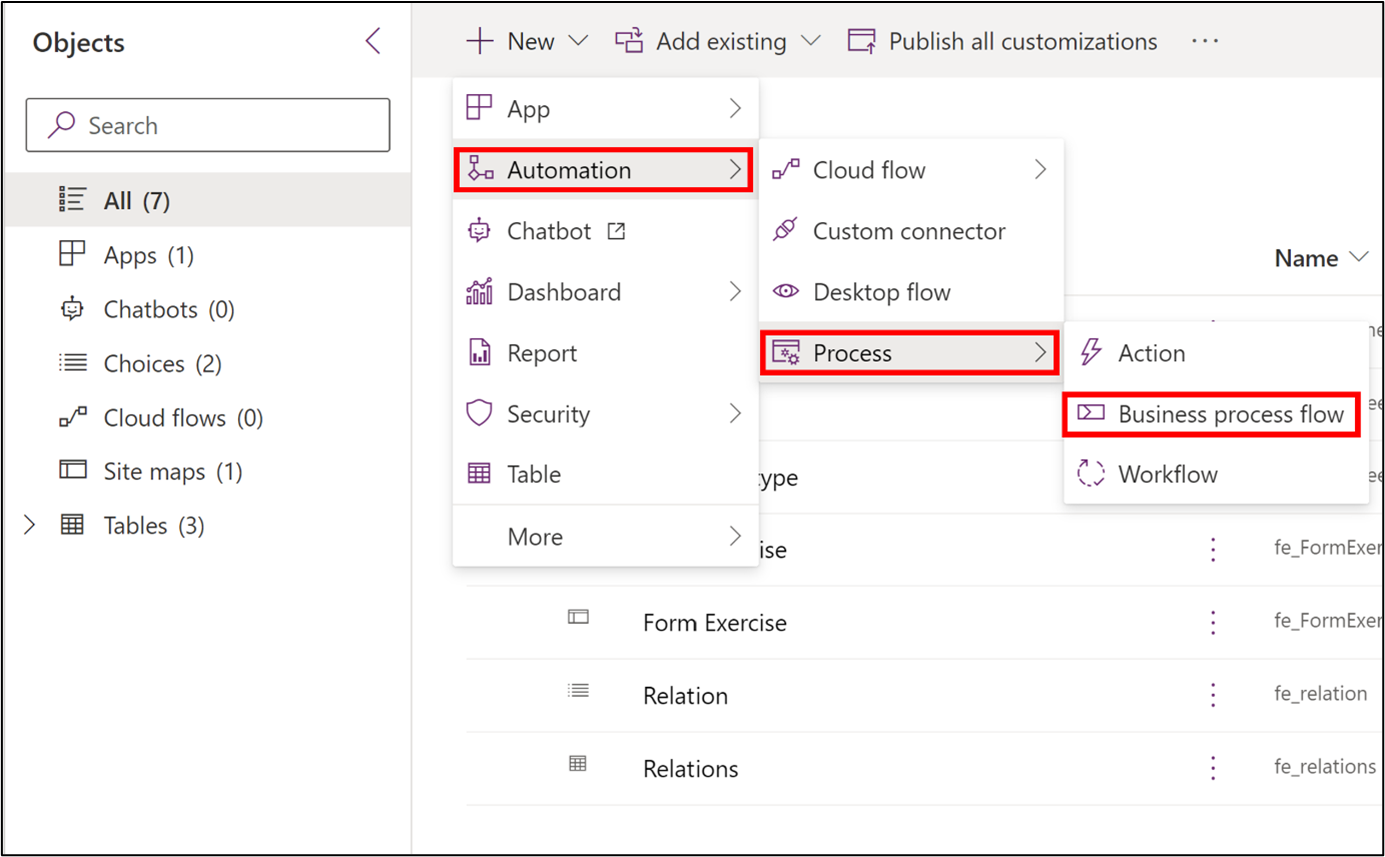 Objects
Search
All (7)
Apps (1)
Chatbots (0)
Choices (2)
Cloud flows (0)
Site maps (1)
Tables (3)
New
Add existing
Publish all customizations
App
Automation
Chatbot
Dashboard
Report
Security
Table
More
Cloud flow
Custom connector
Desktop flow
Process
Action
Business process flow
Workflow
Name
ype
ise
fe_FormExer
Form Exercise
fe_FormExer
Relation
fe_relation
Relations
fe_relations